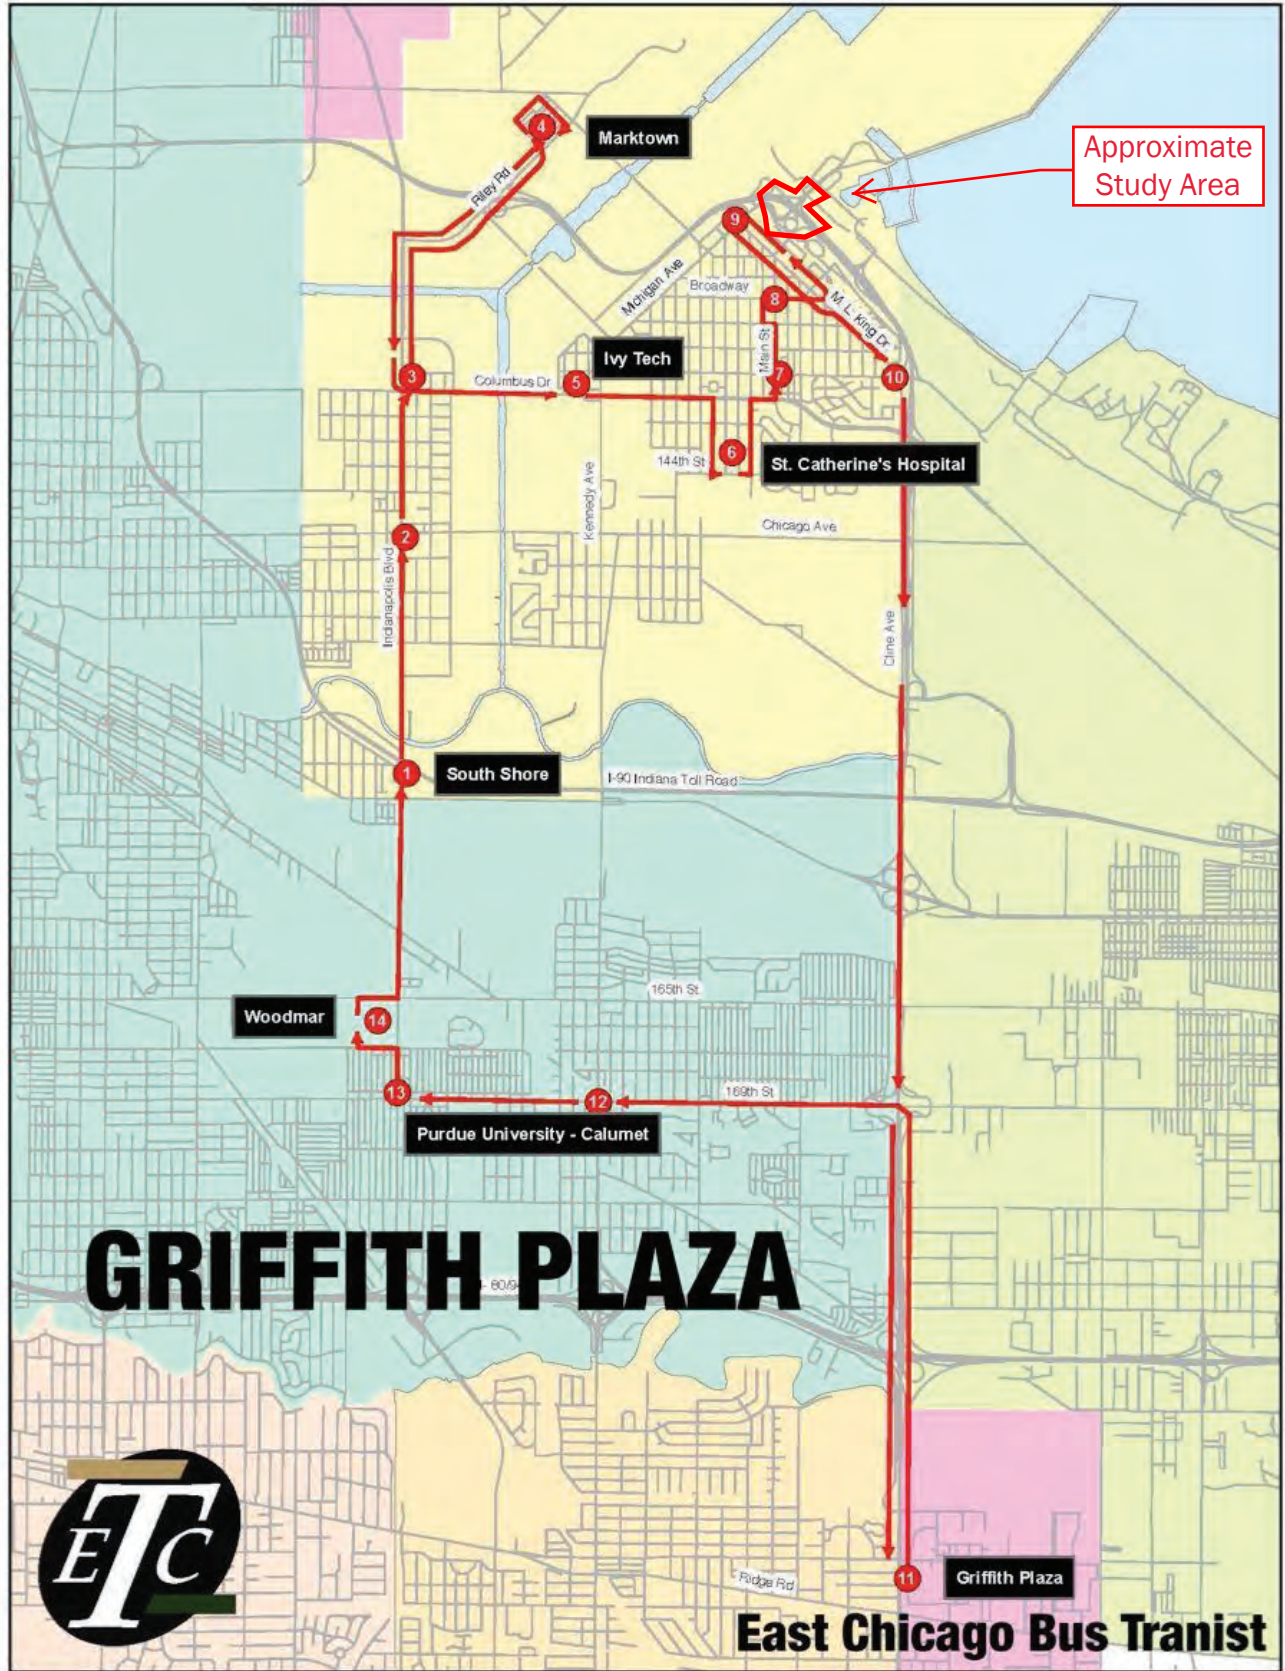 4
Marktown
Approximate
Study Area
Riley Rd
9
Michigan Ave
Broadway
8
M. L. King Dr
Ivy Tech
Main St
3
Columbus Dr
5
7
10
6
144th St
St. Catherine's Hospital
Kennedy Ave
Chicago Ave
2
Indianapolis Blvd
Cline Ave
1
South Shore
I-90 Indiana Toll Road
165th St
Woodmar
14
13
12
169th St
Purdue University - Calumet
GRIFFITH PLAZA
80/9
ETC
Ridge Rd
11
Griffith Plaza
East Chicago Bus Tranist